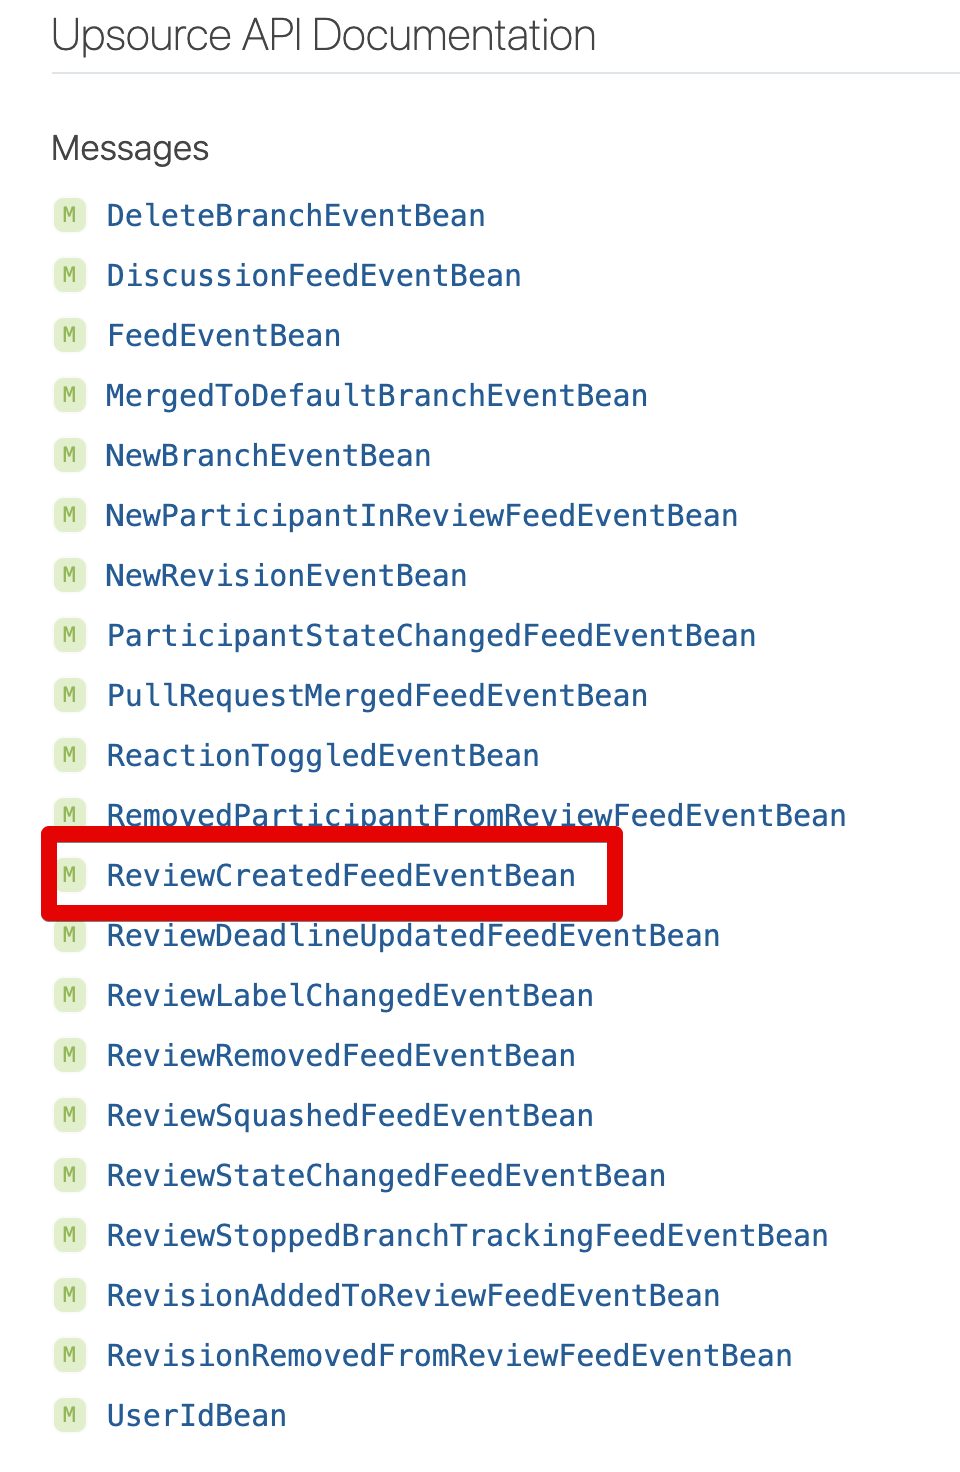 Upsource API Documentation
Messages
M DeleteBranchEventBean
M DiscussionFeedEventBean
M FeedEventBean
M MergedToDefaultBranchEventBean
M NewBranchEventBean
M NewParticipantInReviewFeedEventBean
M NewRevisionEventBean
M ParticipantStateChangedFeedEventBean
M PullRequestMergedFeedEventBean
M ReactionToggledEventBean
M RemovedParticipantFromReviewFeedEventBean
M ReviewCreatedFeedEventBean
M ReviewDeadlineUpdatedFeedEventBean
M ReviewLabelChangedEventBean
M ReviewRemovedFeedEventBean
M ReviewSquashedFeedEventBean
M ReviewStateChangedFeedEventBean
M ReviewStoppedBranchTrackingFeedEventBean
M RevisionAddedToReviewFeedEventBean
M RevisionRemovedFromReviewFeedEventBean
M UserIdBean